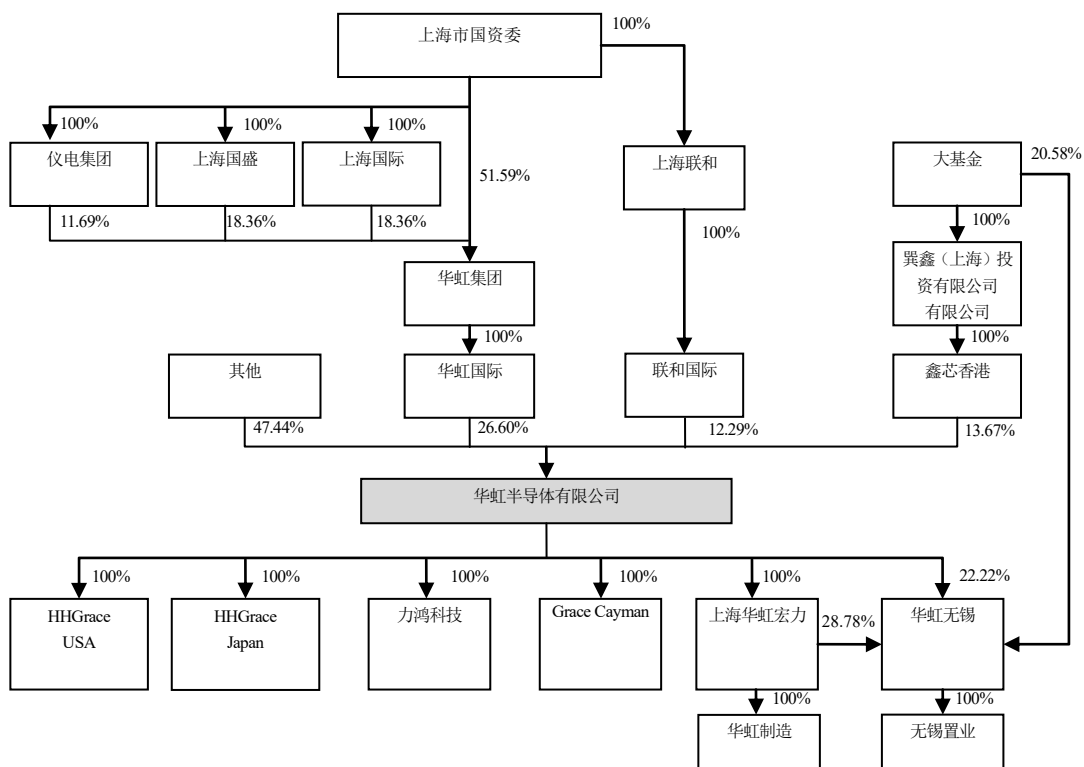 上海市国资委
100%
100%
100%
100%
仪电集团
上海国盛
上海国际
51.59%
上海联和
大基金
20.58%
11.69%
18.36%
18.36%
100%
100%
华虹集团
巽鑫（上海）投
资有限公司
有限公司
100%
100%
其他
华虹国际
联和国际
鑫芯香港
47.44%
26.60%
12.29%
13.67%
华虹半导体有限公司
100%
100%
100%
100%
100%
22.22%
HHGrace
USA
HHGrace
Japan
力鸿科技
Grace Cayman
上海华虹宏力
28.78%
华虹无锡
100%
100%
华虹制造
无锡置业